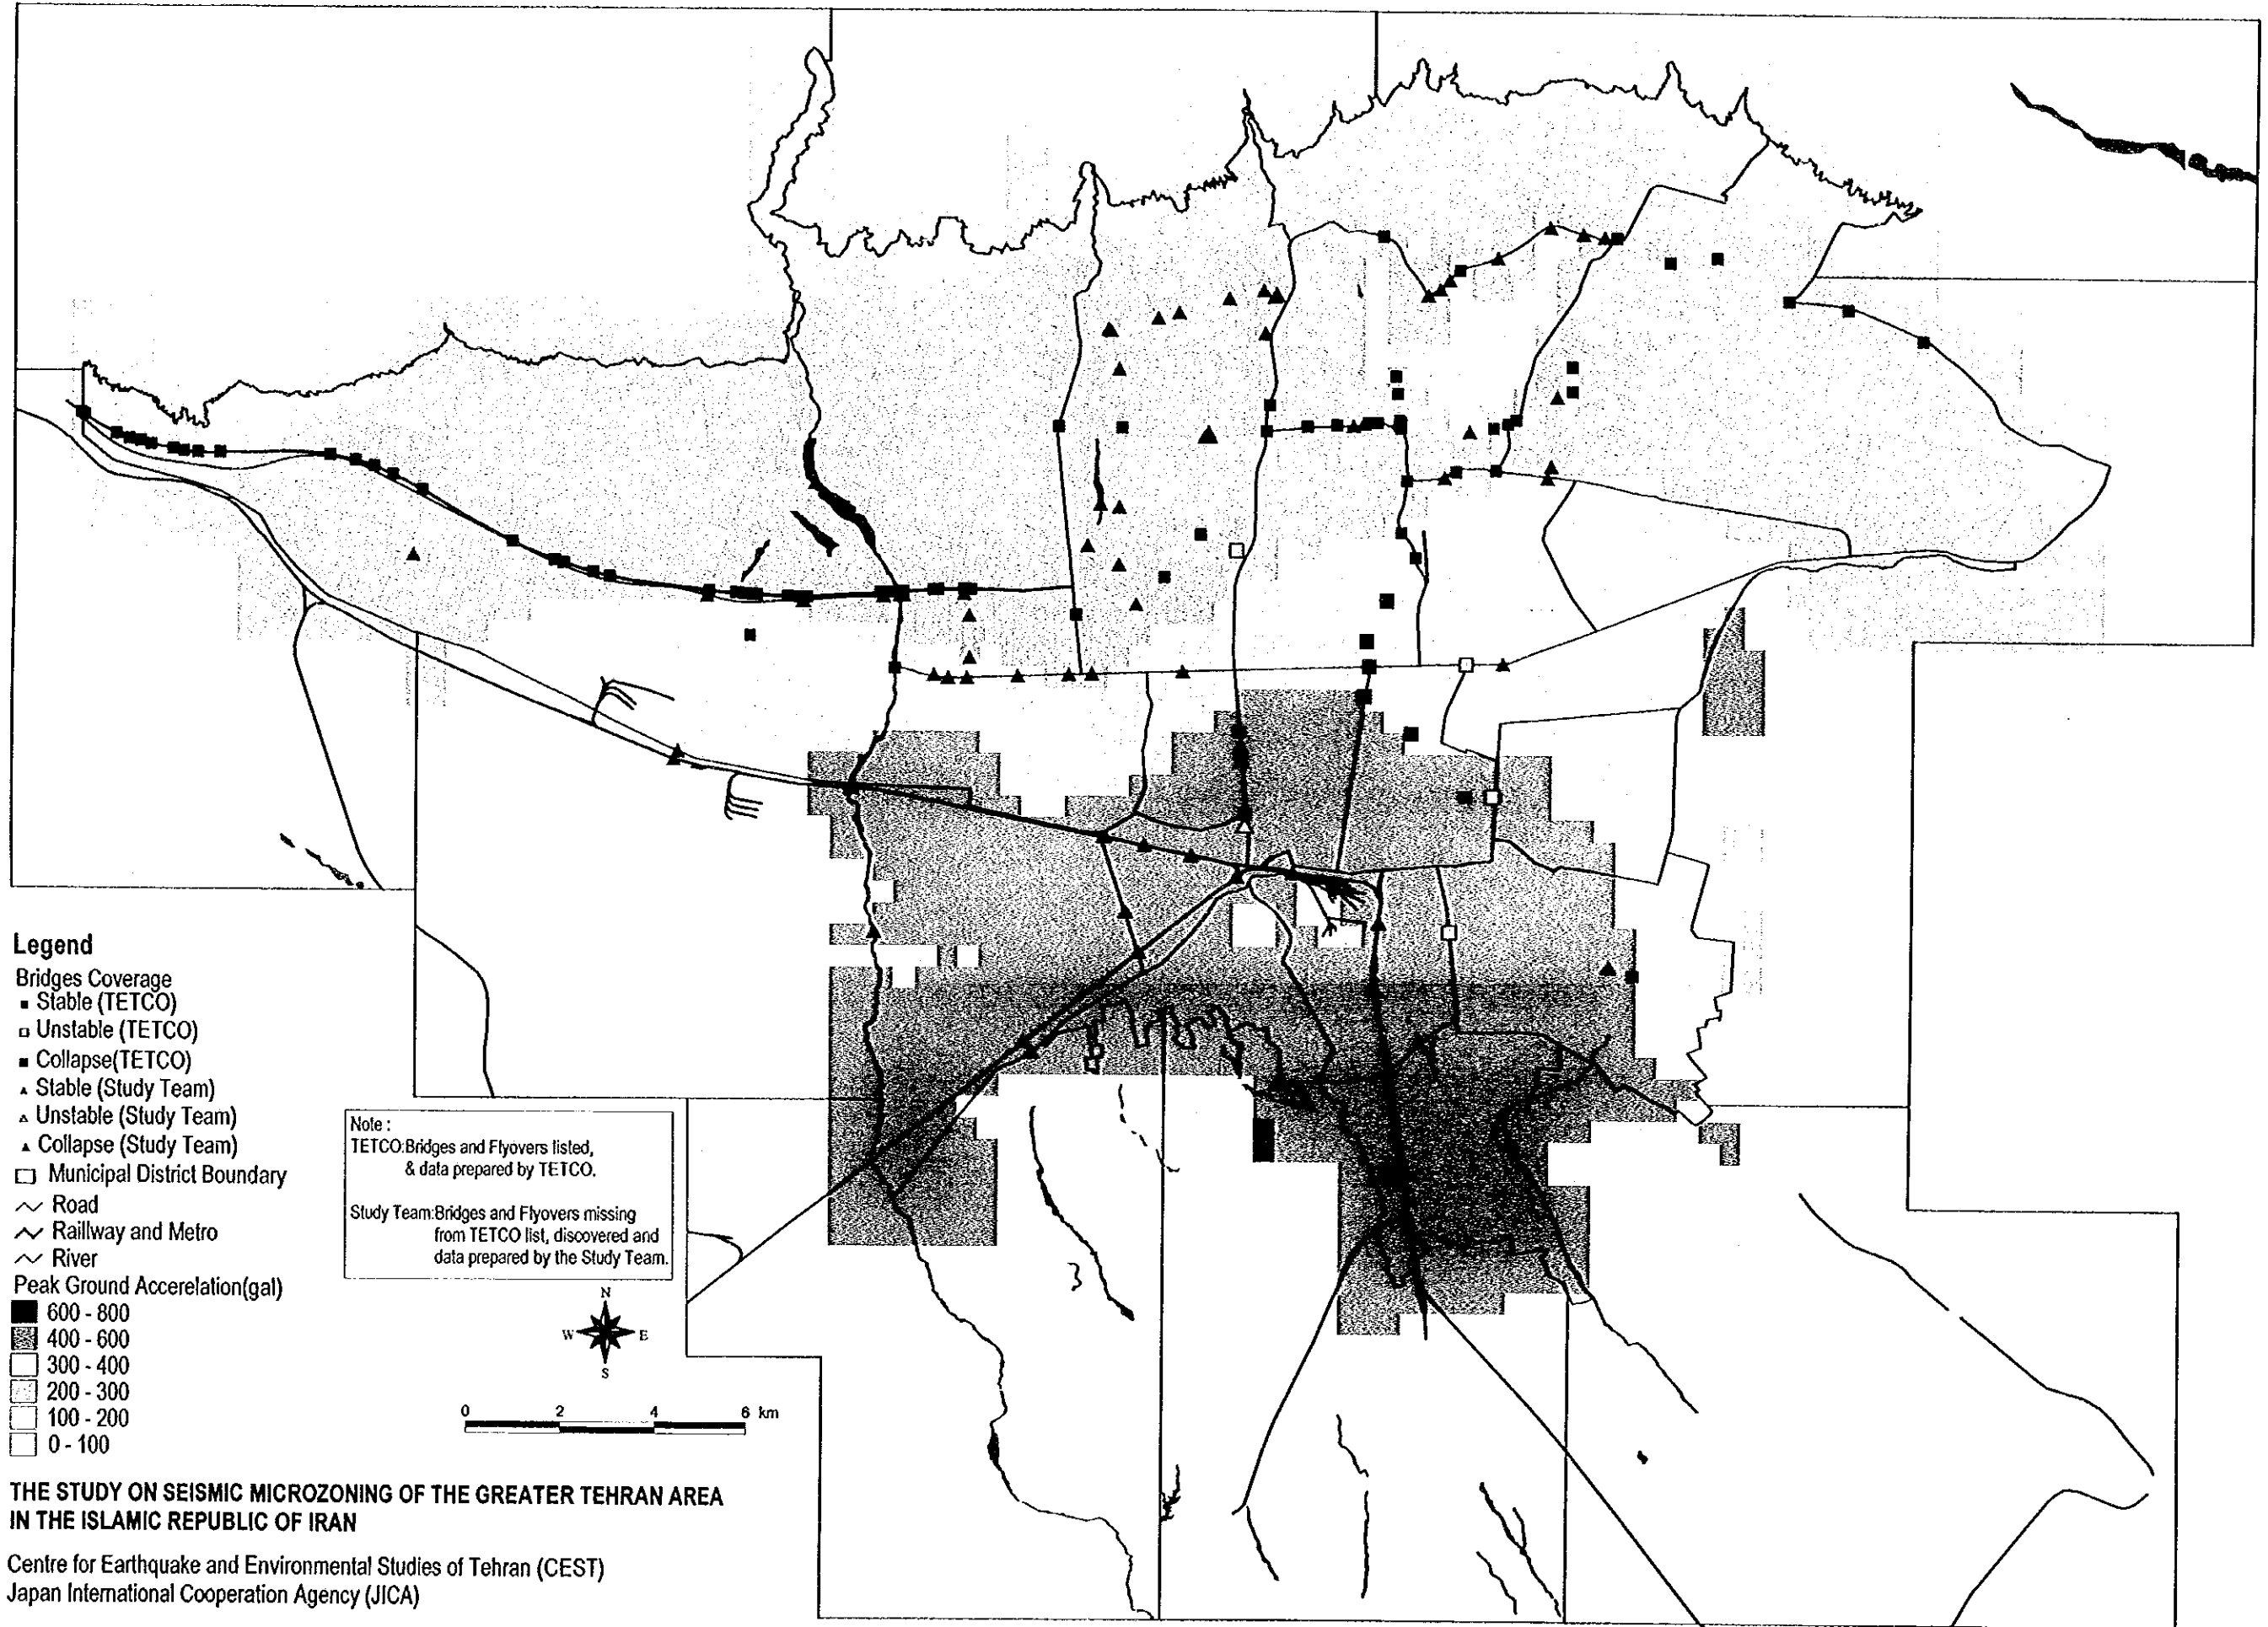 Legend
Bridges Coverage
Stable (TETCO)
Unstable (TETCO)
Collapse(TETCO)
Stable (Study Team)
Unstable (Study Team)
Collapse (Study Team)
Municipal District Boundary
Road
Raillway and Metro
River
Peak Ground Accerelation(gal)
600 - 800
400 - 600
300 - 400
200 - 300
100 - 200
0 - 100
Note :
TETCO:Bridges and Flyovers listed,
& data prepared by TETCO.
Study Team:Bridges and Flyovers missing
from TETCO list, discovered and
data prepared by the Study Team.
N
W E
S
0 2 4 6 km
THE STUDY ON SEISMIC MICROZONING OF THE GREATER TEHRAN AREA
IN THE ISLAMIC REPUBLIC OF IRAN
Centre for Earthquake and Environmental Studies of Tehran (CEST)
Japan International Cooperation Agency (JICA)